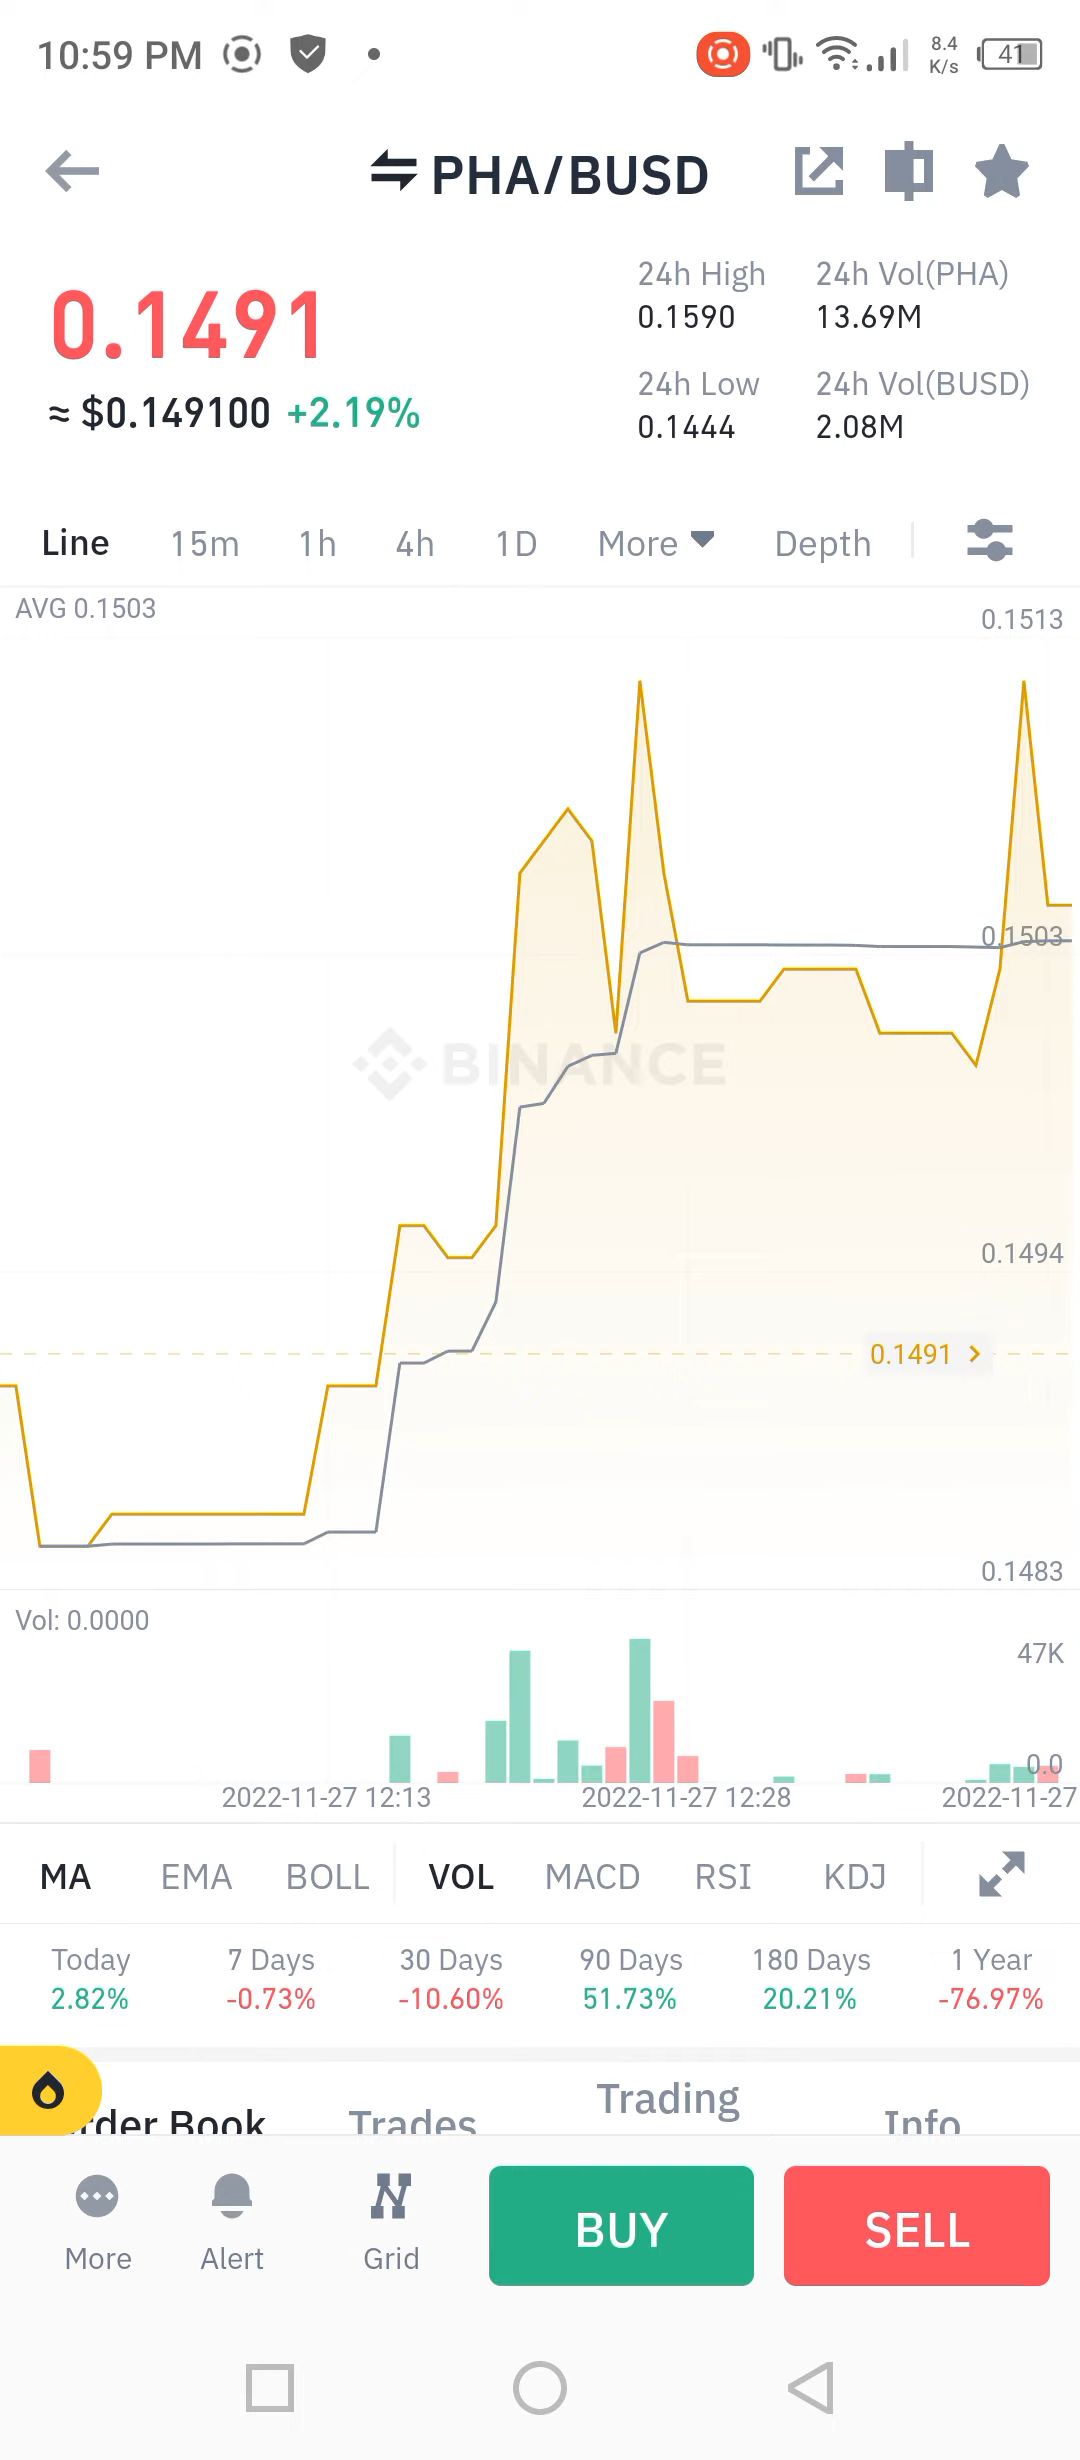 10:59 PM
8.4 K/s
41
PHA/BUSD
0.1491
≈ $0.149100 +2.19%
24h High
0.1590
24h Vol(PHA)
13.69M
24h Low
0.1444
24h Vol(BUSD)
2.08M
Line 15m 1h 4h 1D More Depth
AVG 0.1503
0.1513
0.1503
BINANCE
0.1494
0.1491
0.1483
Vol: 0.0000
47K
0.0
2022-11-27 12:13 2022-11-27 12:28 2022-11-27
MA EMA BOLL VOL MACD RSI KDJ
Today 7 Days 30 Days 90 Days 180 Days 1 Year
2.82% -0.73% -10.60% 51.73% 20.21% -76.97%
rder Book Trades Trading Info
More Alert Grid BUY SELL